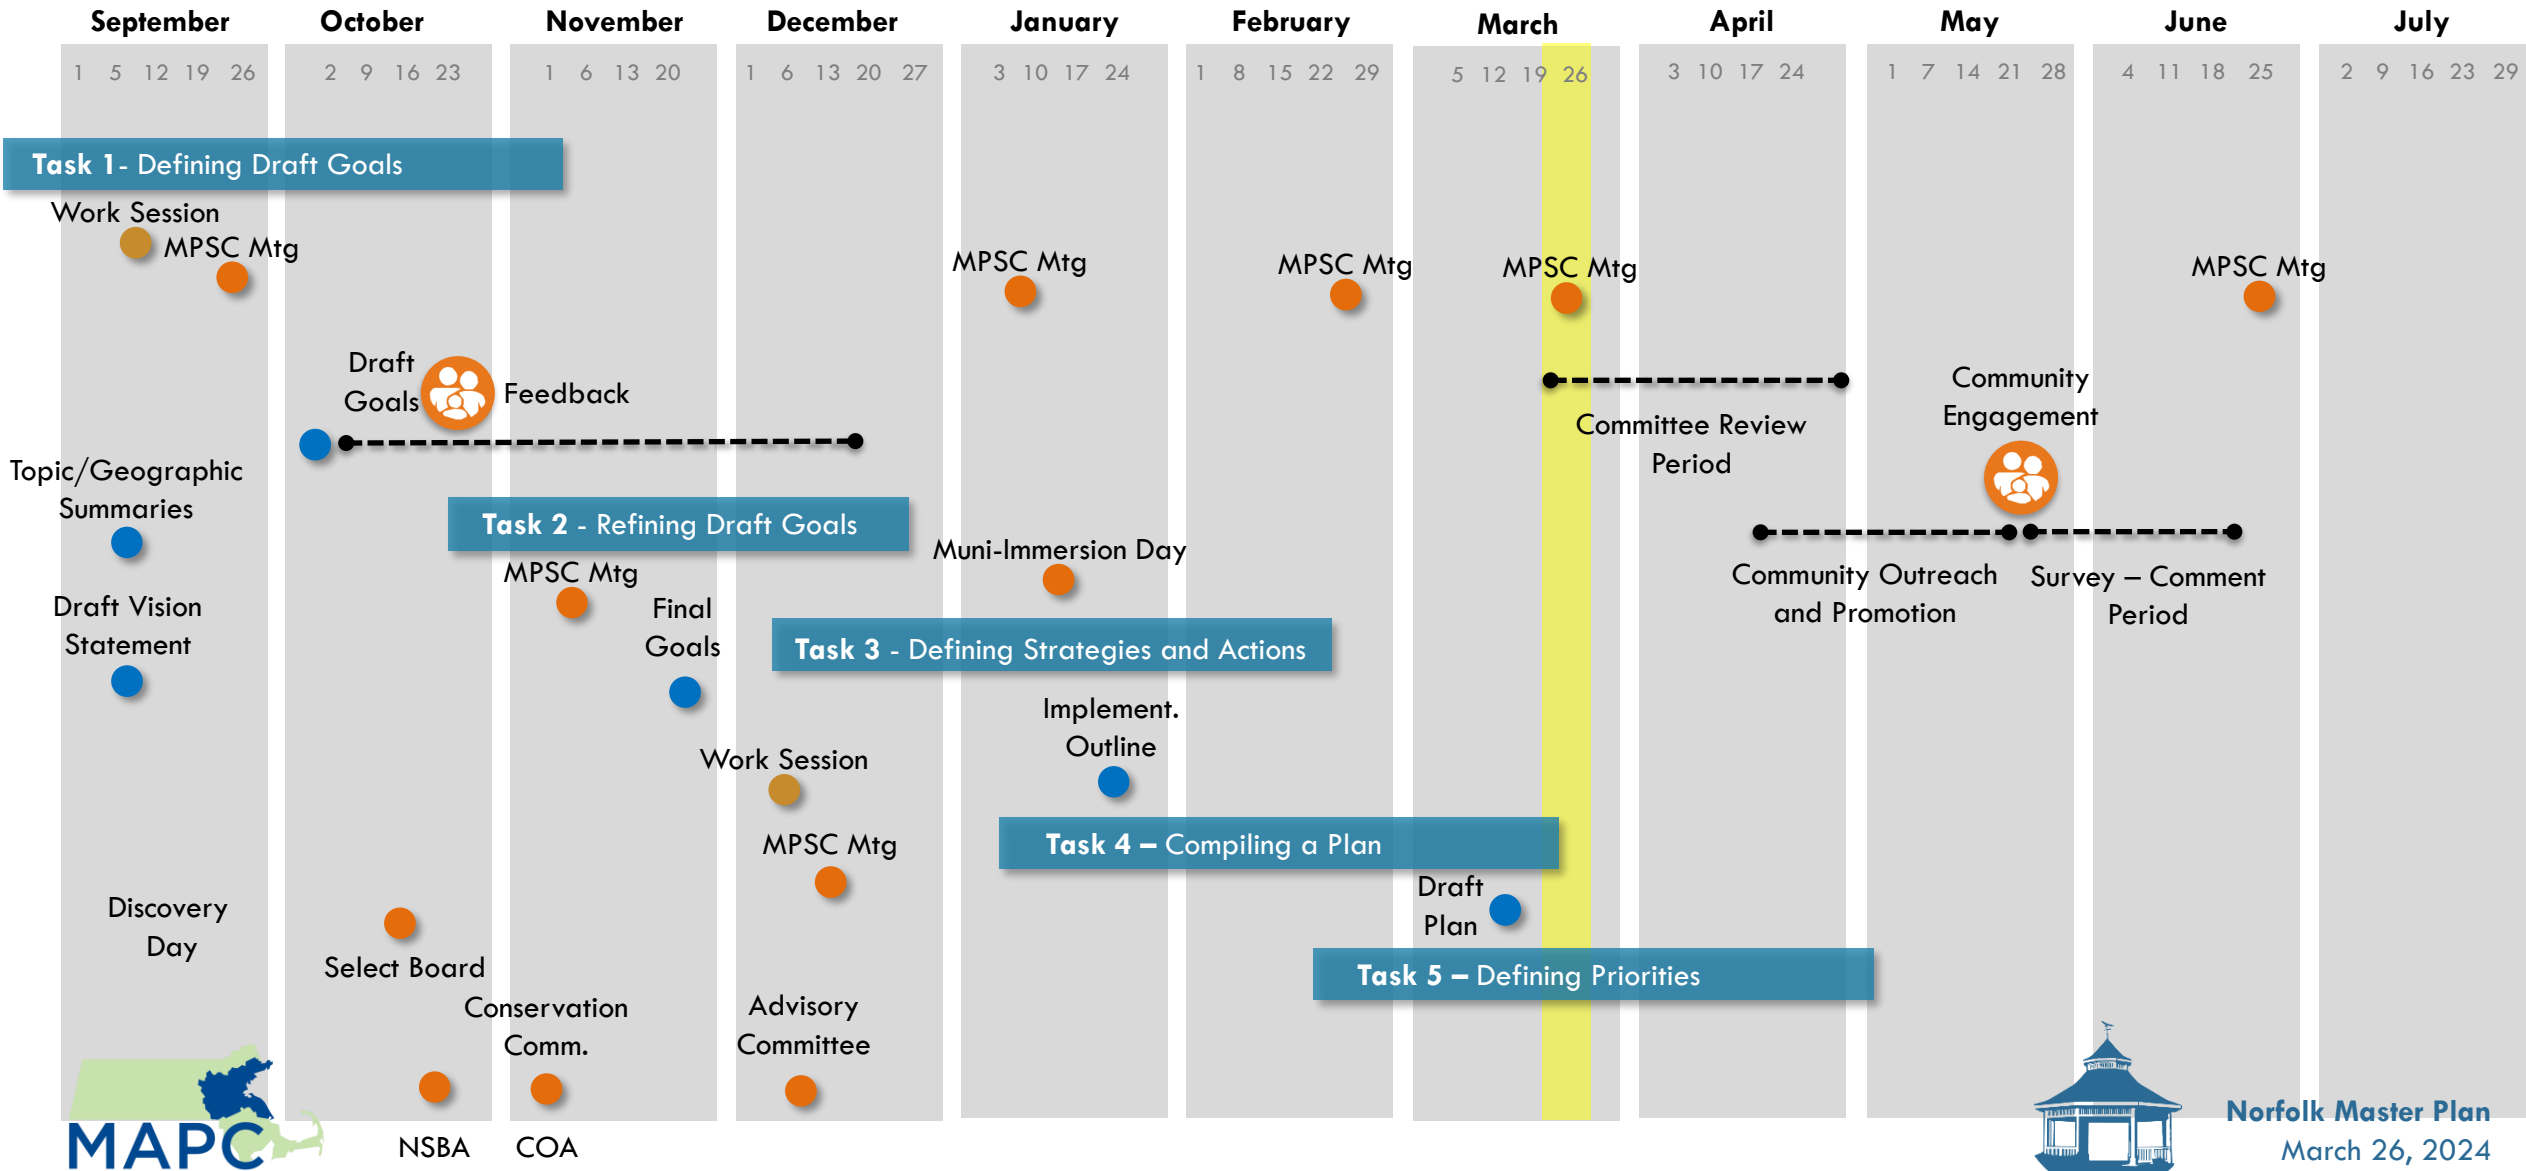 September October November December January February March April May June July
1 5 12 19 26 2 9 16 23 1 6 13 20 1 6 13 20 27 3 10 17 24 1 8 15 22 29 5 12 19 26 3 10 17 24 1 7 14 21 28 4 11 18 25 2 9 16 23 29
Task 1- Defining Draft Goals
Work Session
MPSC Mtg
MPSC Mtg
MPSC Mtg
MPSC Mtg
MPSC Mtg
Draft
Goals
Feedback
Community
Engagement
Committee Review
Period
Topic/Geographic
Summaries
Task 2 - Refining Draft Goals
Muni-Immersion Day
MPSC Mtg
Community Outreach
and Promotion
Survey – Comment
Period
Draft Vision
Statement
Final
Goals
Task 3 - Defining Strategies and Actions
Implement.
Outline
Work Session
MPSC Mtg
Task 4 – Compiling a Plan
Draft
Plan
Discovery
Day
Select Board
Task 5 – Defining Priorities
Conservation
Comm.
Advisory
Committee
MAPC
NSBA
COA
Norfolk Master Plan
March 26, 2024